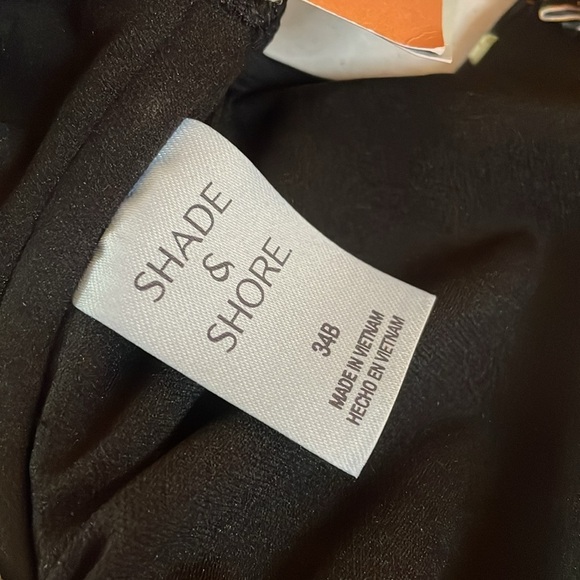 SHADE
&
SHORE.
34B
MADE IN VIETNAM
HECHO EN VIETNAM